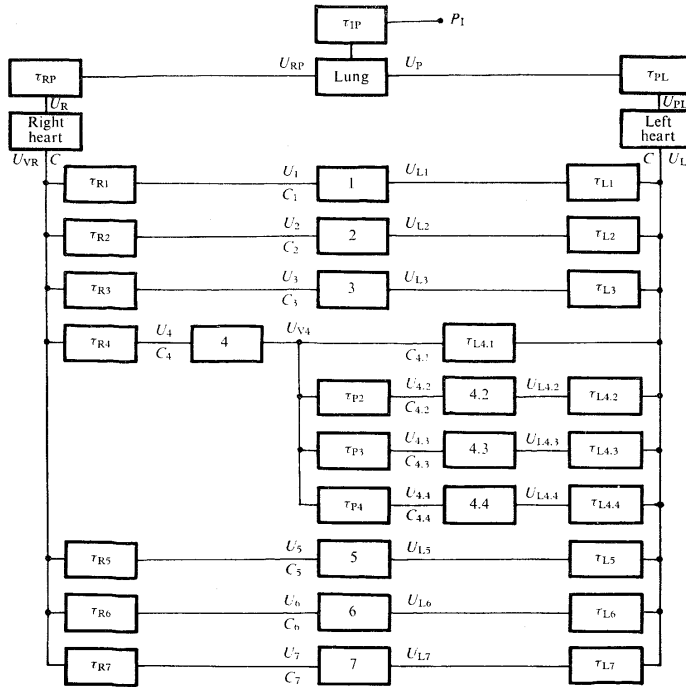 τIP P1
τRP URP Lung UP τPL
UR UPL
Right heart Left heart
UVR C C UL
τR1 U1 C1 1 UL1 τL1
τR2 U2 C2 2 UL2 τL2
τR3 U3 C3 3 UL3 τL3
τR4 U4 C4 4 UV4 C4.1 τL4.1
τP2 U4.2 C4.2 4.2 UL4.2 τL4.2
τP3 U4.3 C4.3 4.3 UL4.3 τL4.3
τP4 U4.4 C4.4 4.4 UL4.4 τL4.4
τR5 U5 C5 5 UL5 τL5
τR6 U6 C6 6 UL6 τL6
τR7 U7 C7 7 UL7 τL7